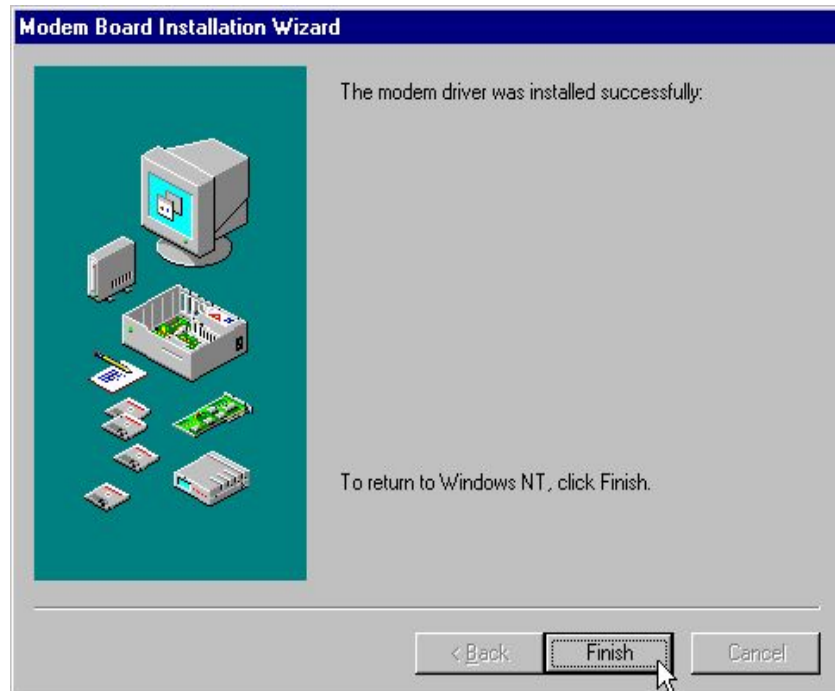 Modem Board Installation Wizard
The modem driver was installed successfully:
To return to Windows NT, click Finish.
< Back
Finish
Cancel